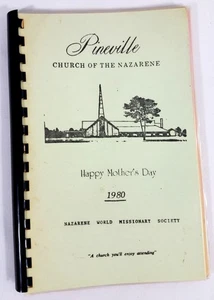 Pineville
CHURCH OF THE NAZARENE
Happy Mother's Day
1980
NAZARENE WORLD MISSIONARY SOCIETY
"A church you'll enjoy attending"